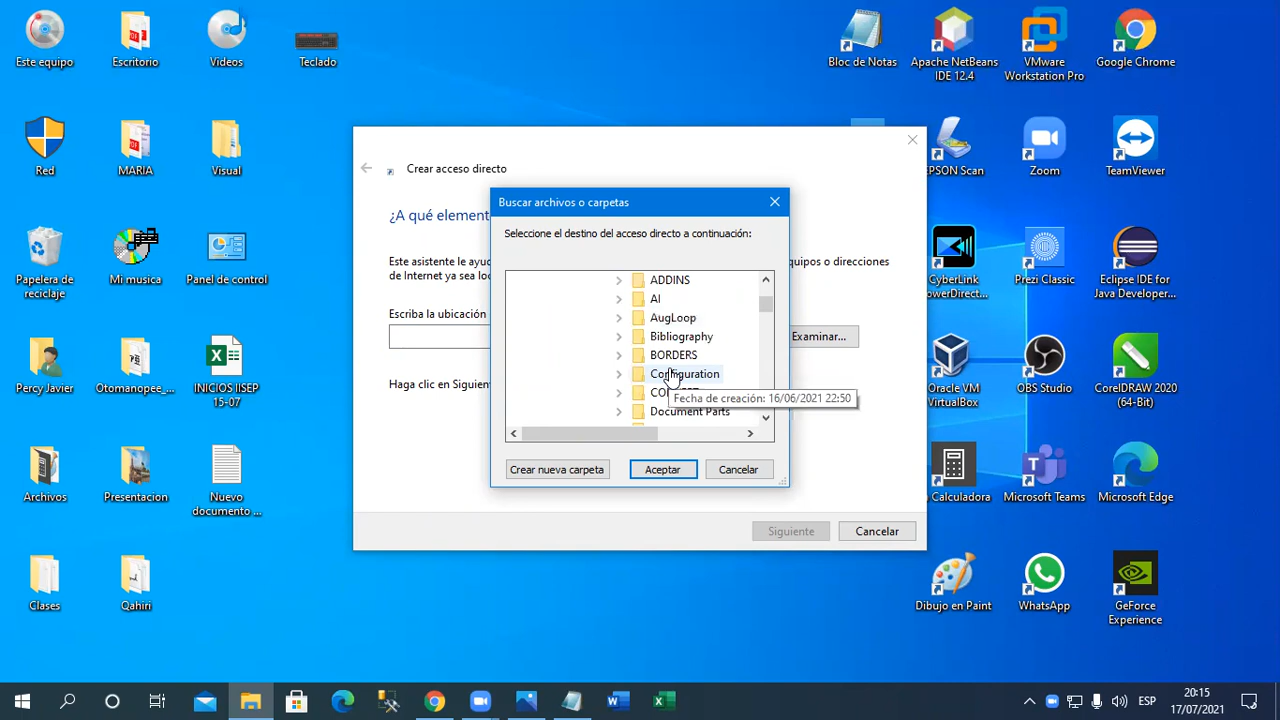 Este equipo
Escritorio
Videos
Teclado
Bloc de Notas
Apache NetBeans
IDE 12.4
VMware
Workstation Pro
Google Chrome
Red
MARIA
Visual
EPSON Scan
Zoom
TeamViewer
Papelera de
reciclaje
Mi musica
Panel de control
CyberLink
PowerDirect...
Prezi Classic
Eclipse IDE for
Java Developer...
Percy Javier
Otomanopee_...
INICIOS IISEP
15-07
Oracle VM
VirtualBox
OBS Studio
CorelDRAW 2020
(64-Bit)
Archivos
Presentacion
Nuevo
documento ...
Calculadora
Microsoft Teams
Microsoft Edge
Clases
Qahiri
Dibujo en Paint
WhatsApp
GeForce
Experience
Crear acceso directo
¿A qué element
Este asistente le ayu
de Internet ya sea loc
quipos o direcciones
Escriba la ubicación
Examinar...
Haga clic en Siguien
Siguiente
Cancelar
Buscar archivos o carpetas
Seleccione el destino del acceso directo a continuación:
ADDINS
AI
AugLoop
Bibliography
BORDERS
Configuration
Document Parts
Fecha de creación: 16/06/2021 22:50
Crear nueva carpeta
Aceptar
Cancelar
ESP
20:15
17/07/2021